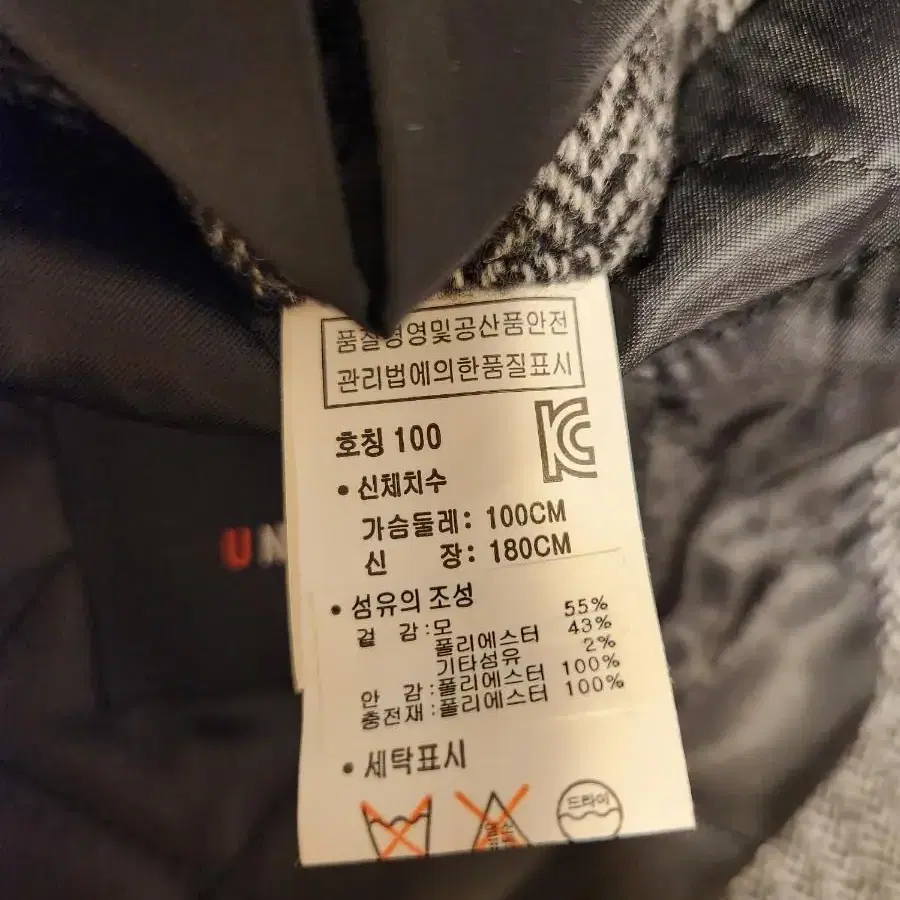 품질경영및공산품안전
관리법에의한품질표시
호칭 100
• 신체치수
가슴둘레: 100CM
신 장: 180CM
• 섬유의 조성
겉 감:모 55%
폴리에스터 43%
기타섬유 2%
안 감:폴리에스터 100%
충전재:폴리에스터 100%
• 세탁표시
드라이
UN